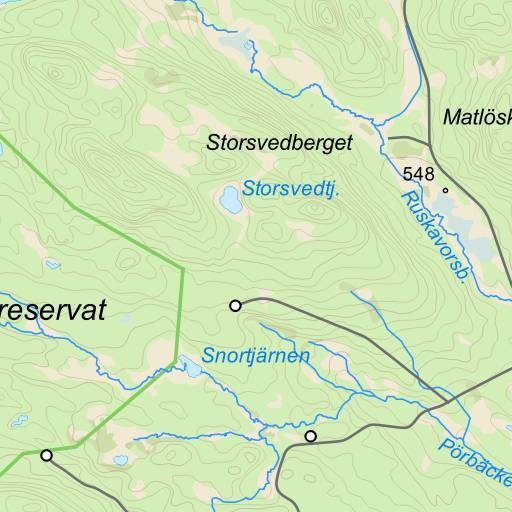 Matlösk
Storsvedberget
548
Storsvedtj.
Ruskavorsb.
reservat
Snortjärnen
Pörbäcke